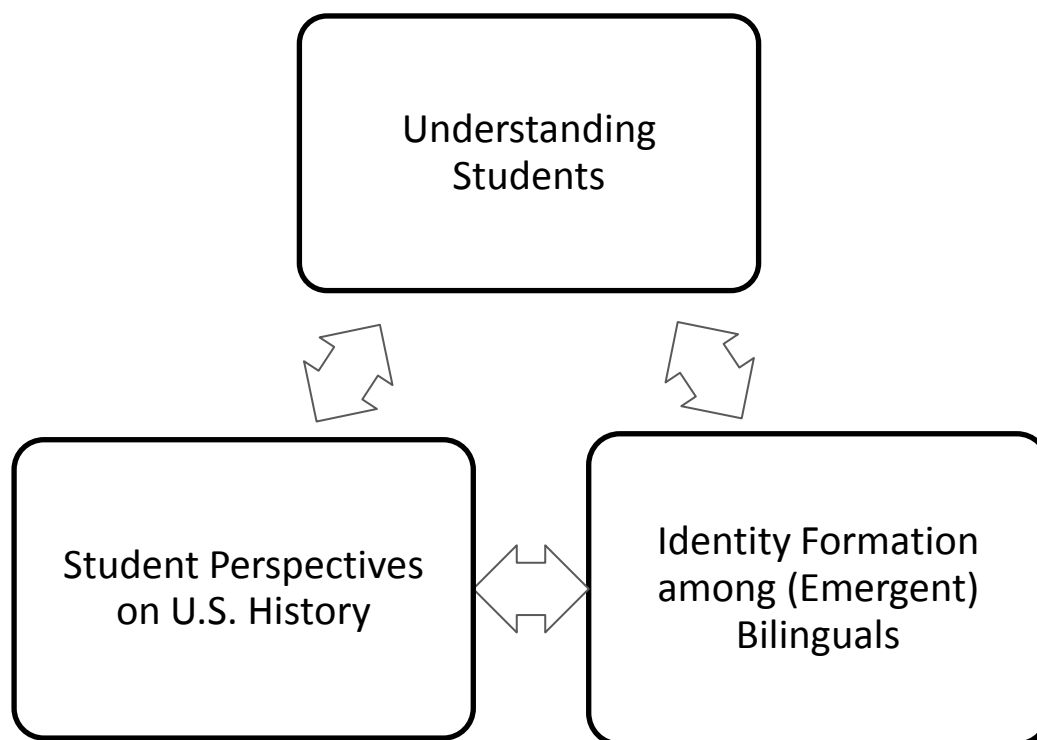 Understanding
Students
Student Perspectives
on U.S. History
Identity Formation
among (Emergent)
Bilinguals